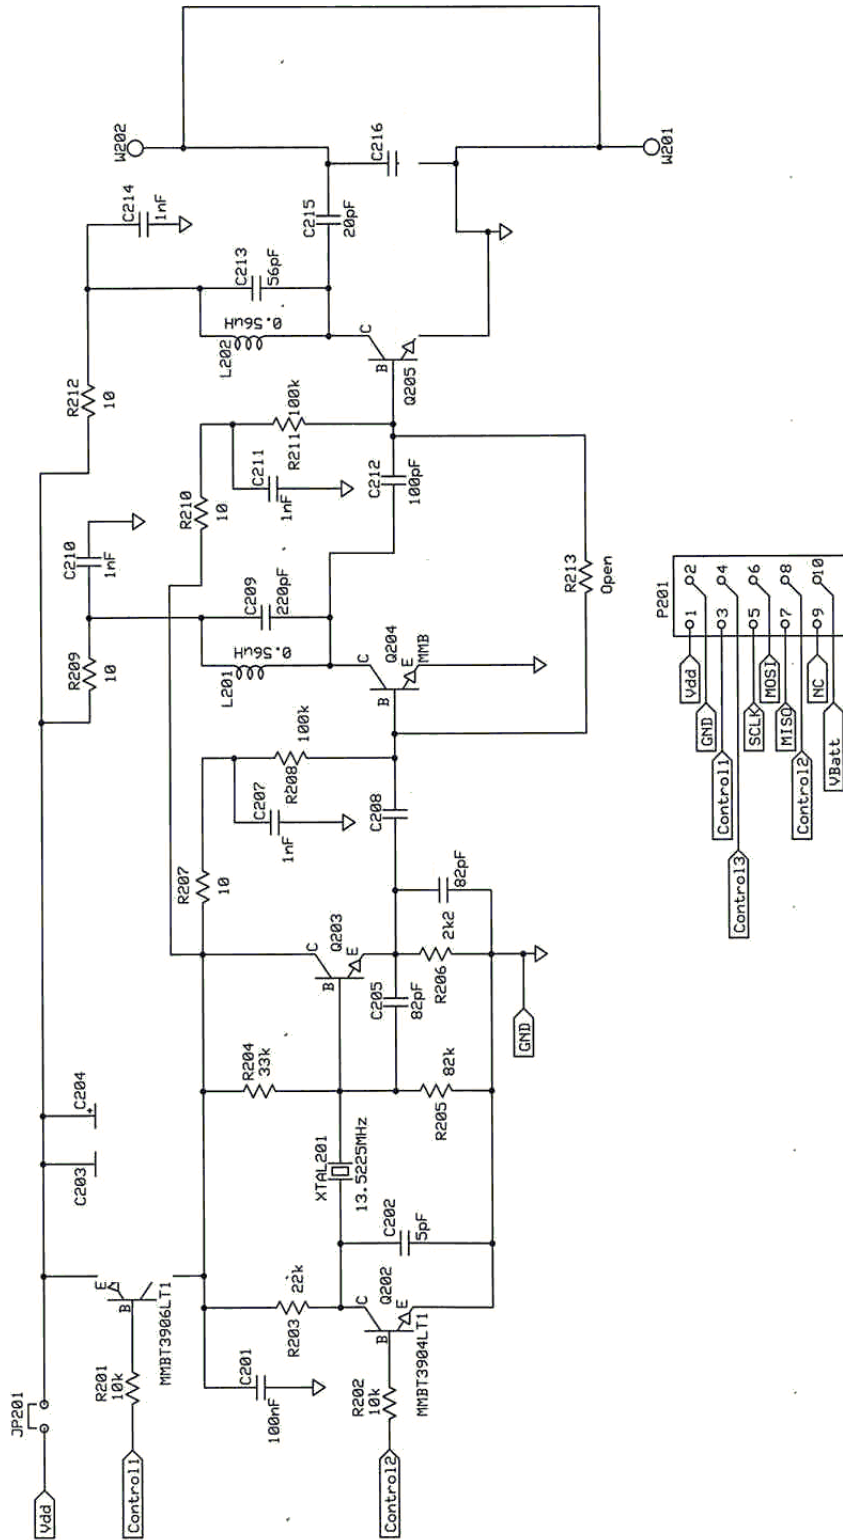 Vdd
JP201
Control1
R201
10k
E
B
MMBT3906LT1
C203
C204
+
C201
100nF
R203
22k
Control2
R202
10k
C
B
E
Q202
MMBT3904LT1
C202
5pF
XTAL201
13.5225MHz
R204
33k
R205
82k
C205
82pF
C
B
E
Q203
R206
2k2
82pF
GND
R207
10
C207
1nF
R208
100k
C208
R209
10
C210
1nF
L201
0.56uH
C209
220pF
C
B
E
Q204
MMB
R213
Open
R210
10
C211
1nF
R211
100k
C212
100pF
R212
10
C214
1nF
L202
0.56uH
C213
56pF
C
B
Q205
C215
20pF
C216
W202
W201
P201
1 2
3 4
5 6
7 8
9 10
Vdd
GND
Control1
Control3
SCLK
MOSI
MISO
Control2
NC
VBatt